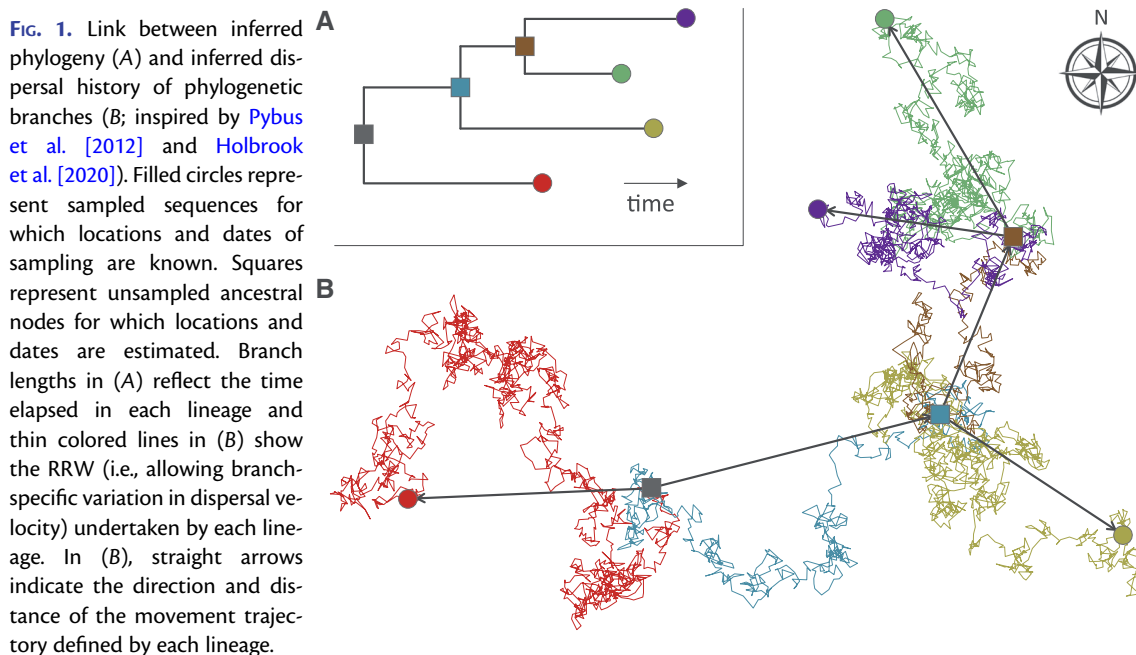 FIG. 1. Link between inferred
phylogeny (A) and inferred dis-
persal history of phylogenetic
branches (B; inspired by Pybus
et al. [2012] and Holbrook
et al. [2020]). Filled circles repre-
sent sampled sequences for
which locations and dates of
sampling are known. Squares
represent unsampled ancestral
nodes for which locations and
dates are estimated. Branch
lengths in (A) reflect the time
elapsed in each lineage and
thin colored lines in (B) show
the RRW (i.e., allowing branch-
specific variation in dispersal ve-
locity) undertaken by each line-
age. In (B), straight arrows
indicate the direction and dis-
tance of the movement trajec-
tory defined by each lineage.
A
time
B
N